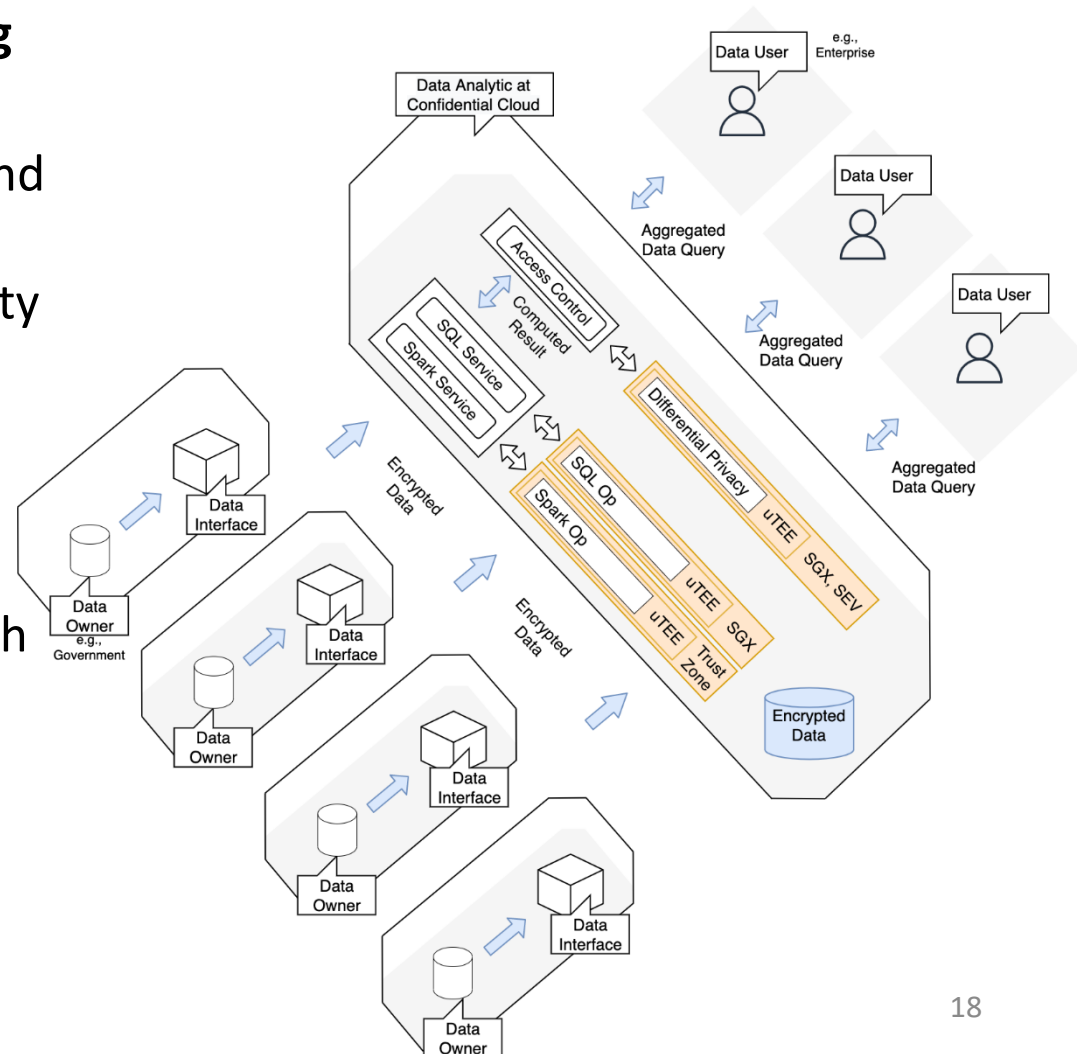 g
nd
ty
h
Data User
e.g.,
Enterprise
Data Analytic at
Confidential Cloud
Data User
Aggregated
Data Query
Access Control
Data User
Computed
Result
SQL Service
Spark Service
Aggregated
Data Query
Differential Privacy
uTEE
SGX, SEV
Aggregated
Data Query
SQL Op
uTEE
SGX
Spark Op
uTEE
Trust
Zone
Encrypted
Data
Encrypted
Data
Encrypted
Data
Data
Interface
Data
Owner
e.g.,
Government
Data
Interface
Data
Owner
Data
Interface
Data
Owner
Data
Interface
Data
Owner
18